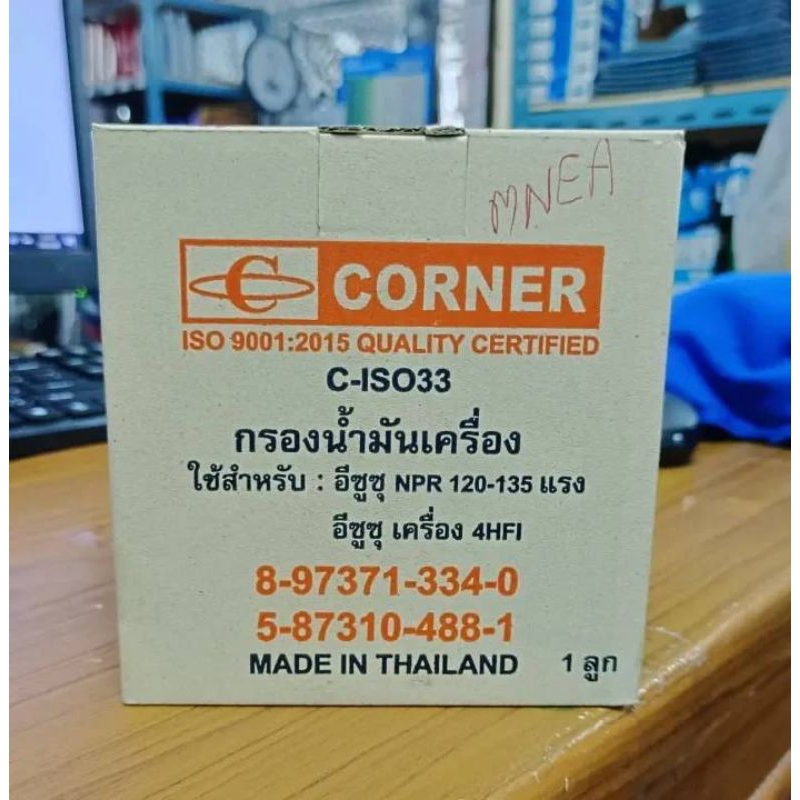 MNEA
C CORNER
ISO 9001:2015 QUALITY CERTIFIED
C-ISO33
กรองน้ำมันเครื่อง
ใช้สำหรับ : อีซูซุ NPR 120-135 แรง
อีซูซุ เครื่อง 4HFI
8-97371-334-0
5-87310-488-1
MADE IN THAILAND 1 ลูก